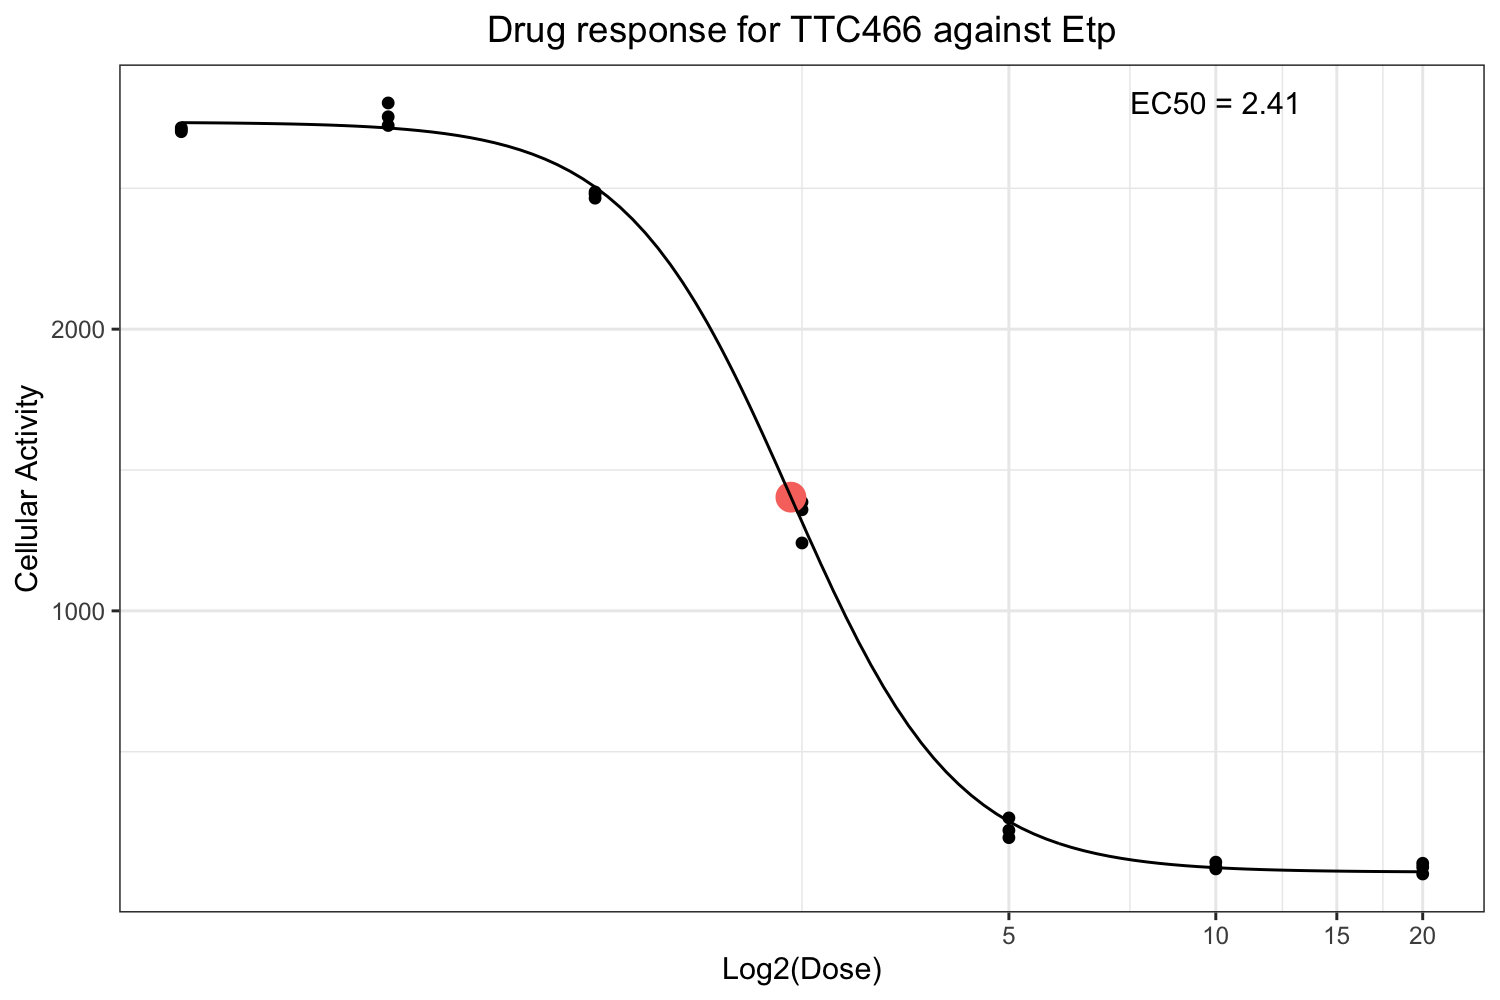 Drug response for TTC466 against Etp
EC50 = 2.41
2000
1000
Cellular Activity
5 10 15 20
Log2(Dose)